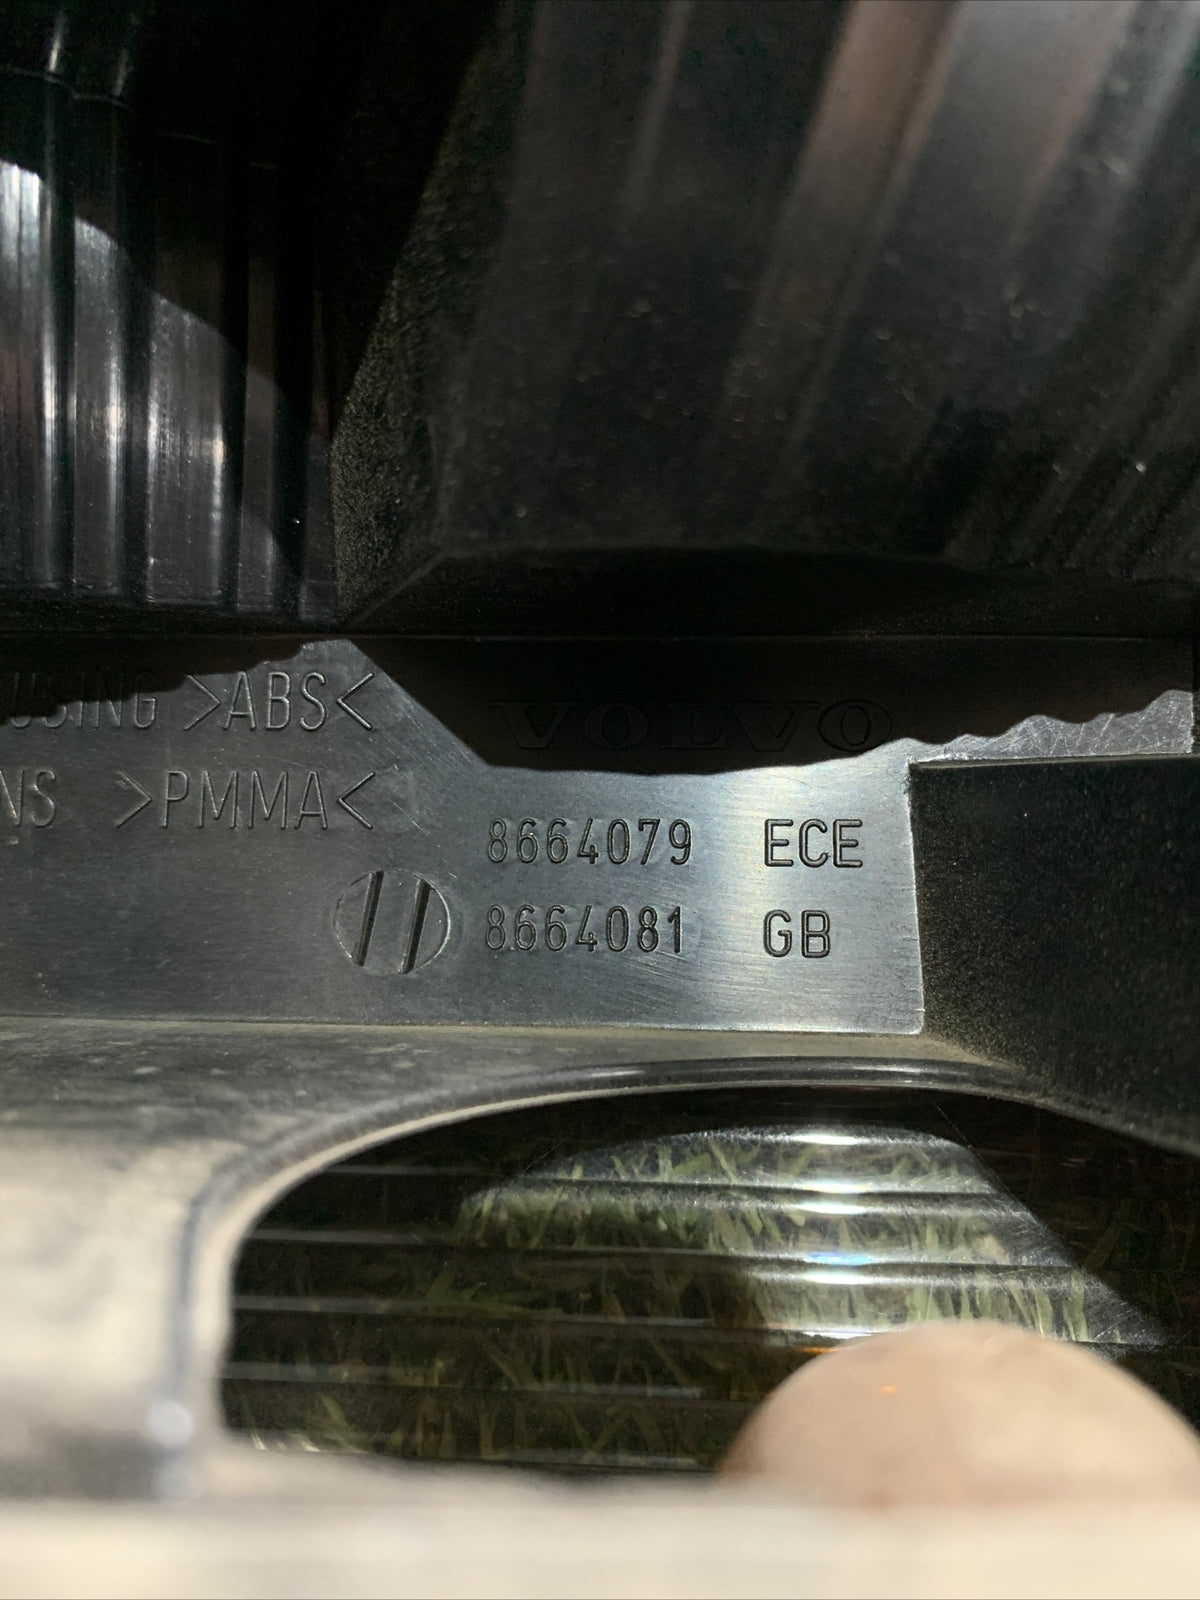 USING >ABS<
VOLVO
NS >PMMA<
8664079 ECE
8664081 GB